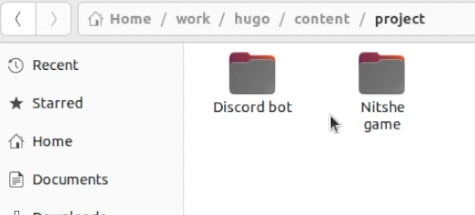 Home / work / hugo / content / project
Recent
Starred
Discord bot
Nitshe
game
Home
Documents